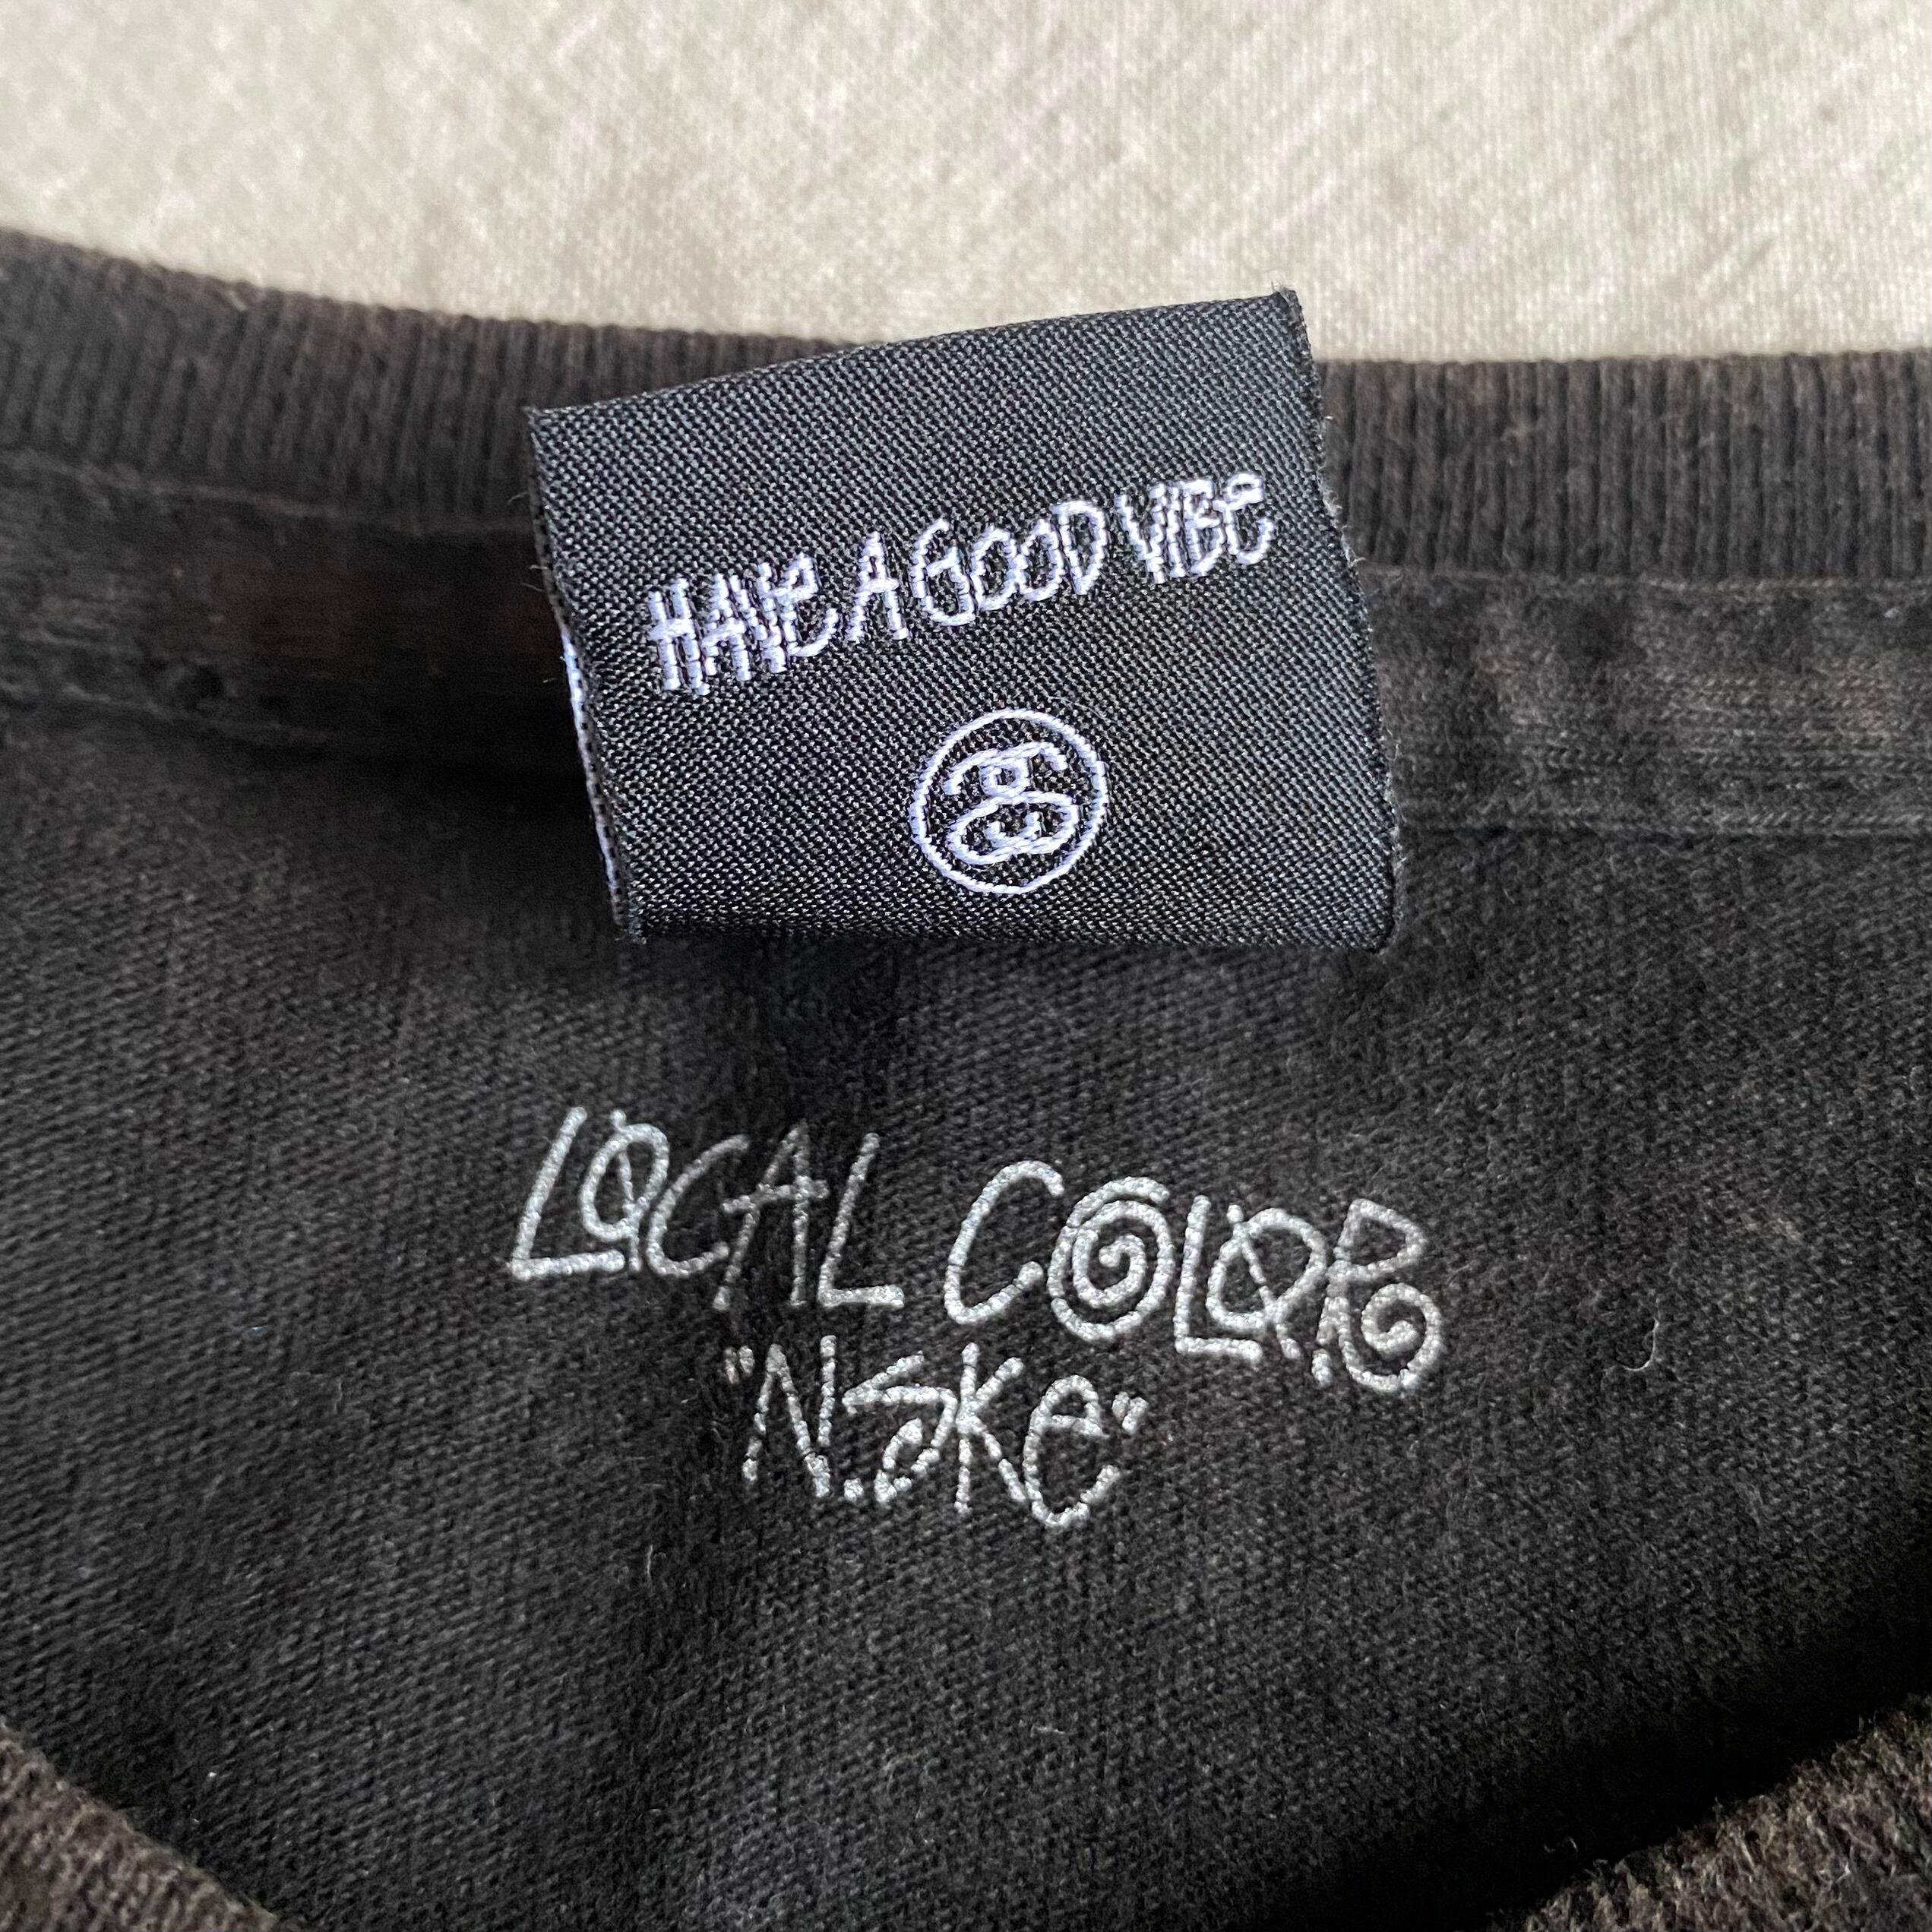 HAVE A GOOD VIBE
LOCAL COLOR
"N.SKE"